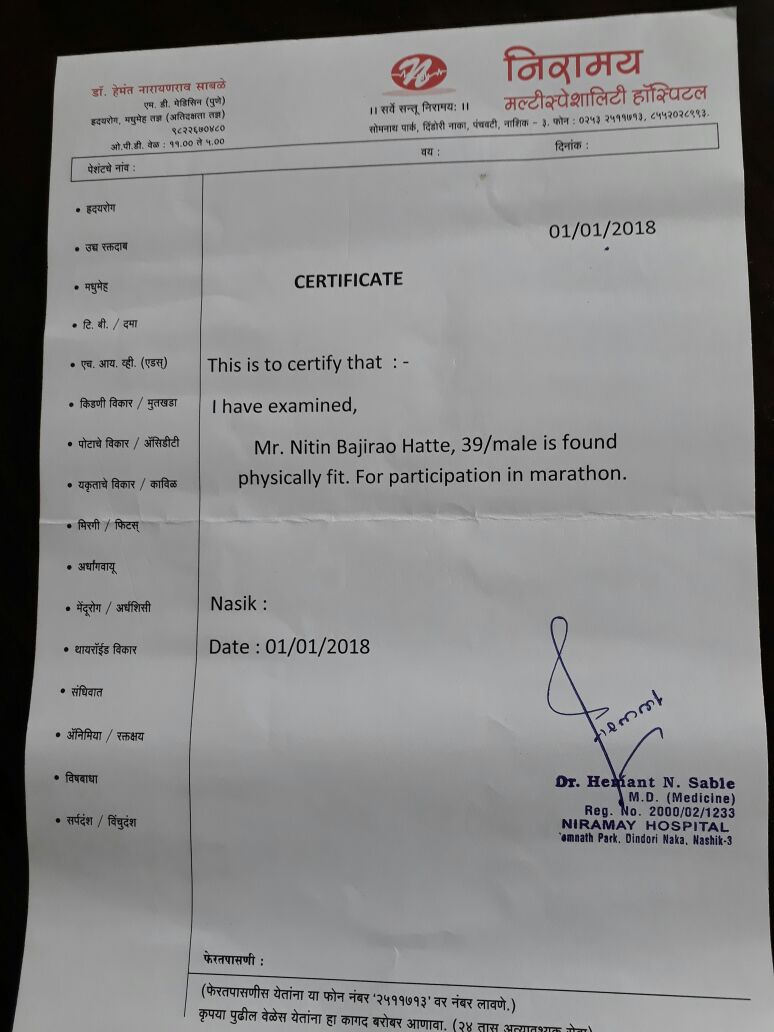 डॉ. हेमंत नारायणराव साबळे
एम. डी. मेडिसिन (पुणे)
हृदयरोग, मधुमेह तज्ञ (अतिदक्षता तज्ञ)
९८२२६७०४८०
ओ.पी.डी. वेळ : ११.०० ते ५.००
।। सर्वे सन्तू निरामय: ।।
निरामय
मल्टीस्पेशालिटी हॉस्पिटल
सोमनाथ पार्क, दिंडोरी नाका, पंचवटी, नाशिक - ३. फोन : ०२५३ २५११७१३, ८५५२०२८९१३.
पेशंटचे नांव : वय : दिनांक :
• हृदयरोग
• उच्च रक्तदाब
• मधुमेह
• टि. बी. / दमा
• एच. आय. व्ही. (एडस्)
• किडणी विकार / मुतखडा
• पोटाचे विकार / ॲसिडीटी
• यकृताचे विकार / काविळ
• मिरगी / फिटस्
• अर्धांगवायू
• मेंदूरोग / अर्धशिसी
• थायरॉईड विकार
• संधिवात
• ॲनिमिया / रक्तक्षय
• विषबाधा
• सर्पदंश / विंचुदंश
01/01/2018
CERTIFICATE
This is to certify that : -
I have examined,
Mr. Nitin Bajirao Hatte, 39/male is found
physically fit. For participation in marathon.
Nasik :
Date : 01/01/2018
Dr. Hemant N. Sable
M.D. (Medicine)
Reg. No. 2000/02/1233
NIRAMAY HOSPITAL
omnath Park, Dindori Naka, Nashik-3
फेरतपासणी :
(फेरतपासणीस येतांना या फोन नंबर '२५११७१३' वर नंबर लावणे.)
कृपया पुढील वेळेस येतांना हा कागद बरोबर आणावा. (२४ तास अत्यावश्यक सेवा)